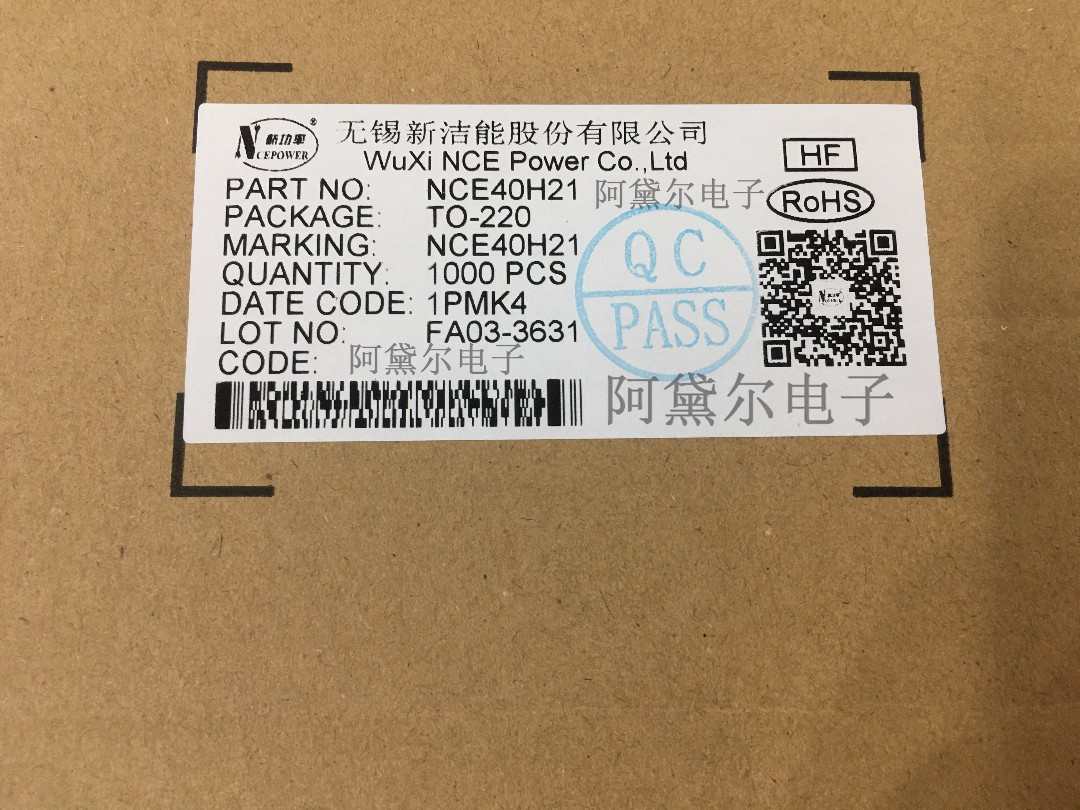 新功率®
NCEPOWER
无锡新洁能股份有限公司
WuXi NCE Power Co.,Ltd
HF
PART NO: NCE40H21 阿黛尔电子
RoHS
PACKAGE: TO-220
MARKING: NCE40H21
QUANTITY: 1000 PCS
DATE CODE: 1PMK4
LOT NO: FA03-3631
CODE: 阿黛尔电子
QC
PASS
阿黛尔电子